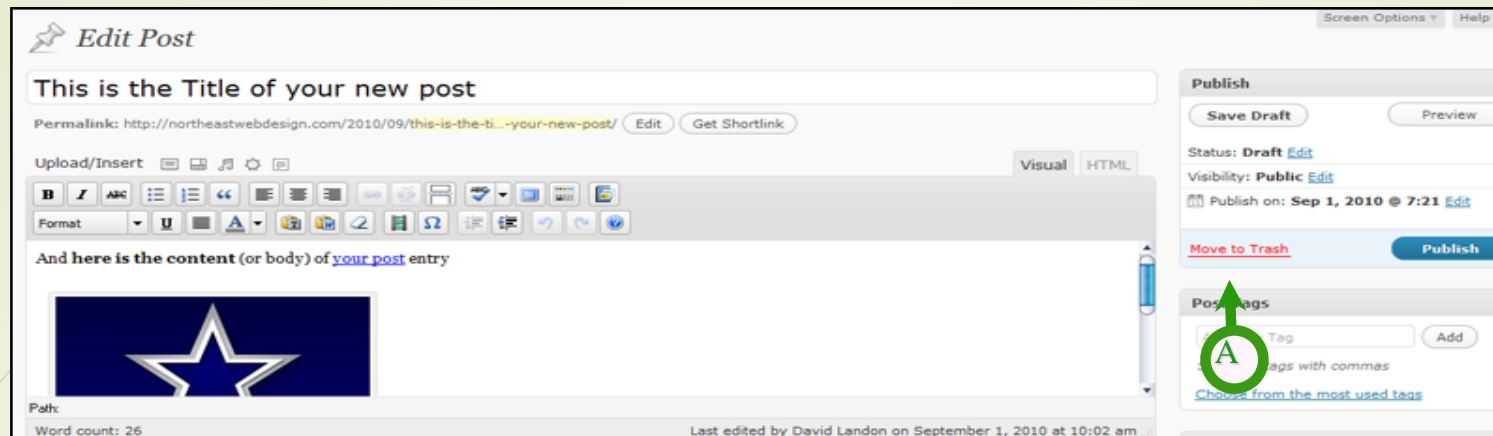 Screen Options Help
Edit Post
This is the Title of your new post
Permalink: http://northeastwebdesign.com/2010/09/this-is-the-ti...-your-new-post/ Edit Get Shortlink
Upload/Insert
Visual HTML
B I ABC
Format U A Ω
And here is the content (or body) of your post entry
Path:
Word count: 26 Last edited by David Landon on September 1, 2010 at 10:02 am
Publish
Save Draft Preview
Status: Draft Edit
Visibility: Public Edit
Publish on: Sep 1, 2010 @ 7:21 Edit
Move to Trash Publish
Tag Add
A
with commas
Choose from the most used tags